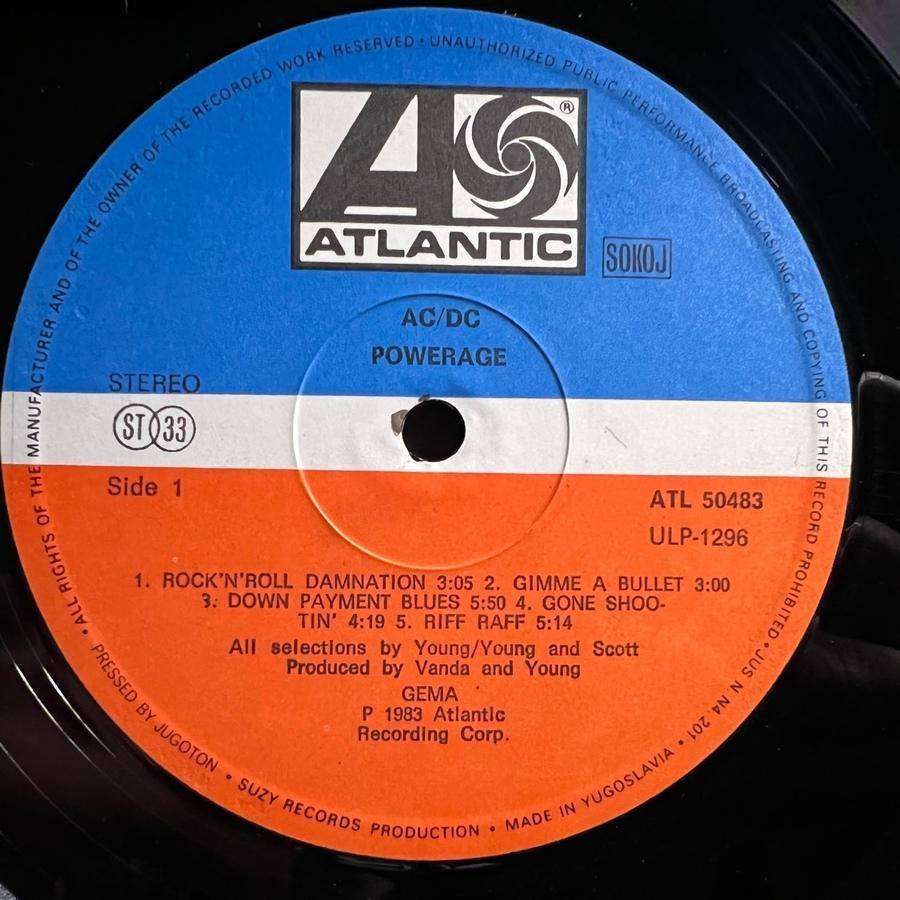 ALL RIGHTS OF THE MANUFACTURER AND OF THE OWNER OF THE RECORDED WORK RESERVED • UNAUTHORIZED PUBLIC PERFORMANCE BROADCASTING AND COPYING OF THIS RECORD PROHIBITED • JUS N N4 201 • MADE IN YUGOSLAVIA • SUZY RECORDS PRODUCTION • PRESSED BY JUGOTON •
A
®
ATLANTIC
SOKOJ
AC/DC
POWERAGE
STEREO
ST 33
Side 1
ATL 50483
ULP-1296
1. ROCK'N'ROLL DAMNATION 3:05 2. GIMME A BULLET 3:00
3. DOWN PAYMENT BLUES 5:50 4. GONE SHOO-
TIN' 4:19 5. RIFF RAFF 5:14
All selections by Young/Young and Scott
Produced by Vanda and Young
GEMA
P 1983 Atlantic
Recording Corp.